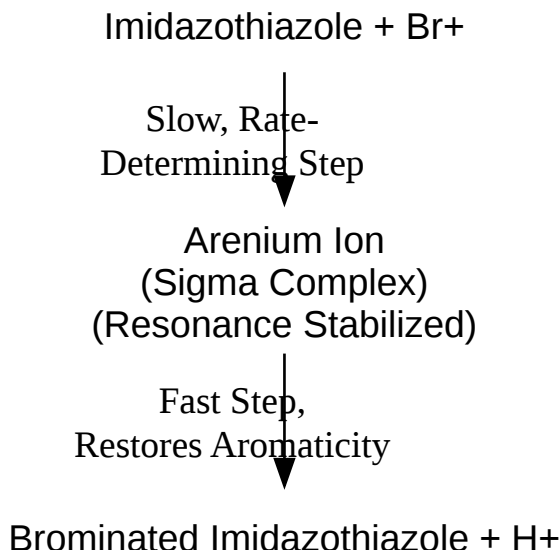 Imidazothiazole + Br+
Slow, Rate-
Determining Step
Arenium Ion
(Sigma Complex)
(Resonance Stabilized)
Fast Step,
Restores Aromaticity
Brominated Imidazothiazole + H+